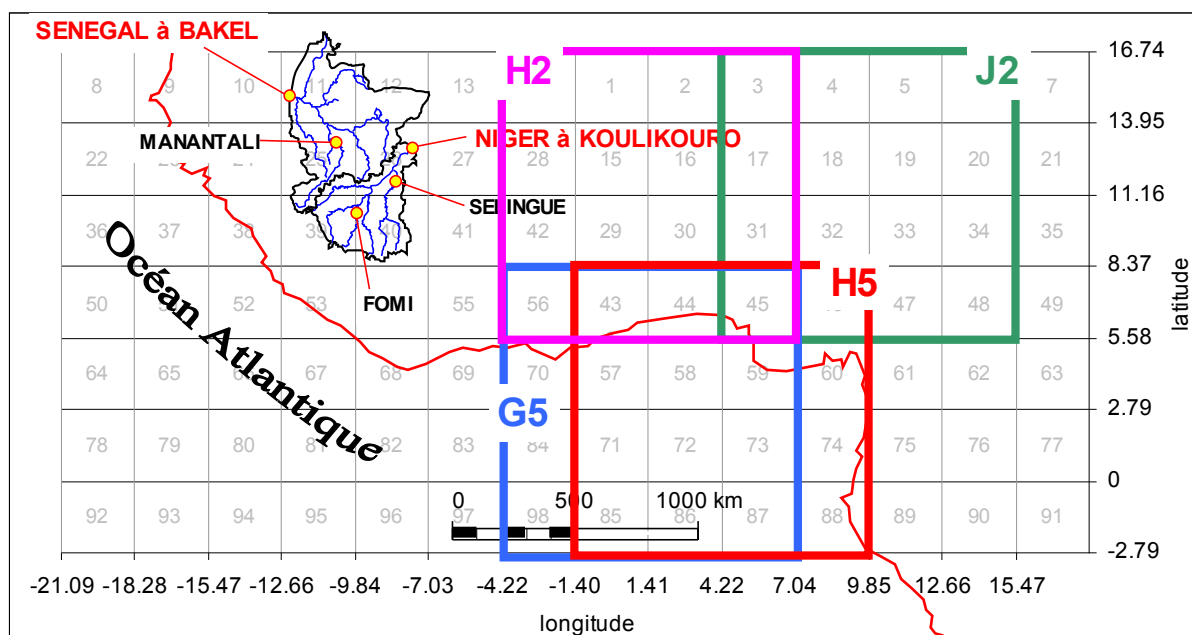 SENEGAL à BAKEL
H2
J2
16.74
8 9 10 11 12 13 1 2 3 4 5 7
13.95
MANANTALI
NIGER à KOULIKOURO
22 27 28 15 16 17 18 19 20 21
11.16
SELINGUE
36 37 38 39 40 41 42 29 30 31 32 33 34 35
8.37
Océan Atlantique
FOMI
H5
latitude
50 52 53 55 56 43 44 45 47 48 49
5.58
64 65 67 68 69 70 57 58 59 60 61 62 63
G5
2.79
78 79 80 81 82 83 84 71 72 73 74 75 76 77
0
0 500 1000 km
92 93 94 95 96 97 98 85 86 87 88 89 90 91
-2.79
-21.09 -18.28 -15.47 -12.66 -9.84 -7.03 -4.22 -1.40 1.41 4.22 7.04 9.85 12.66 15.47
longitude